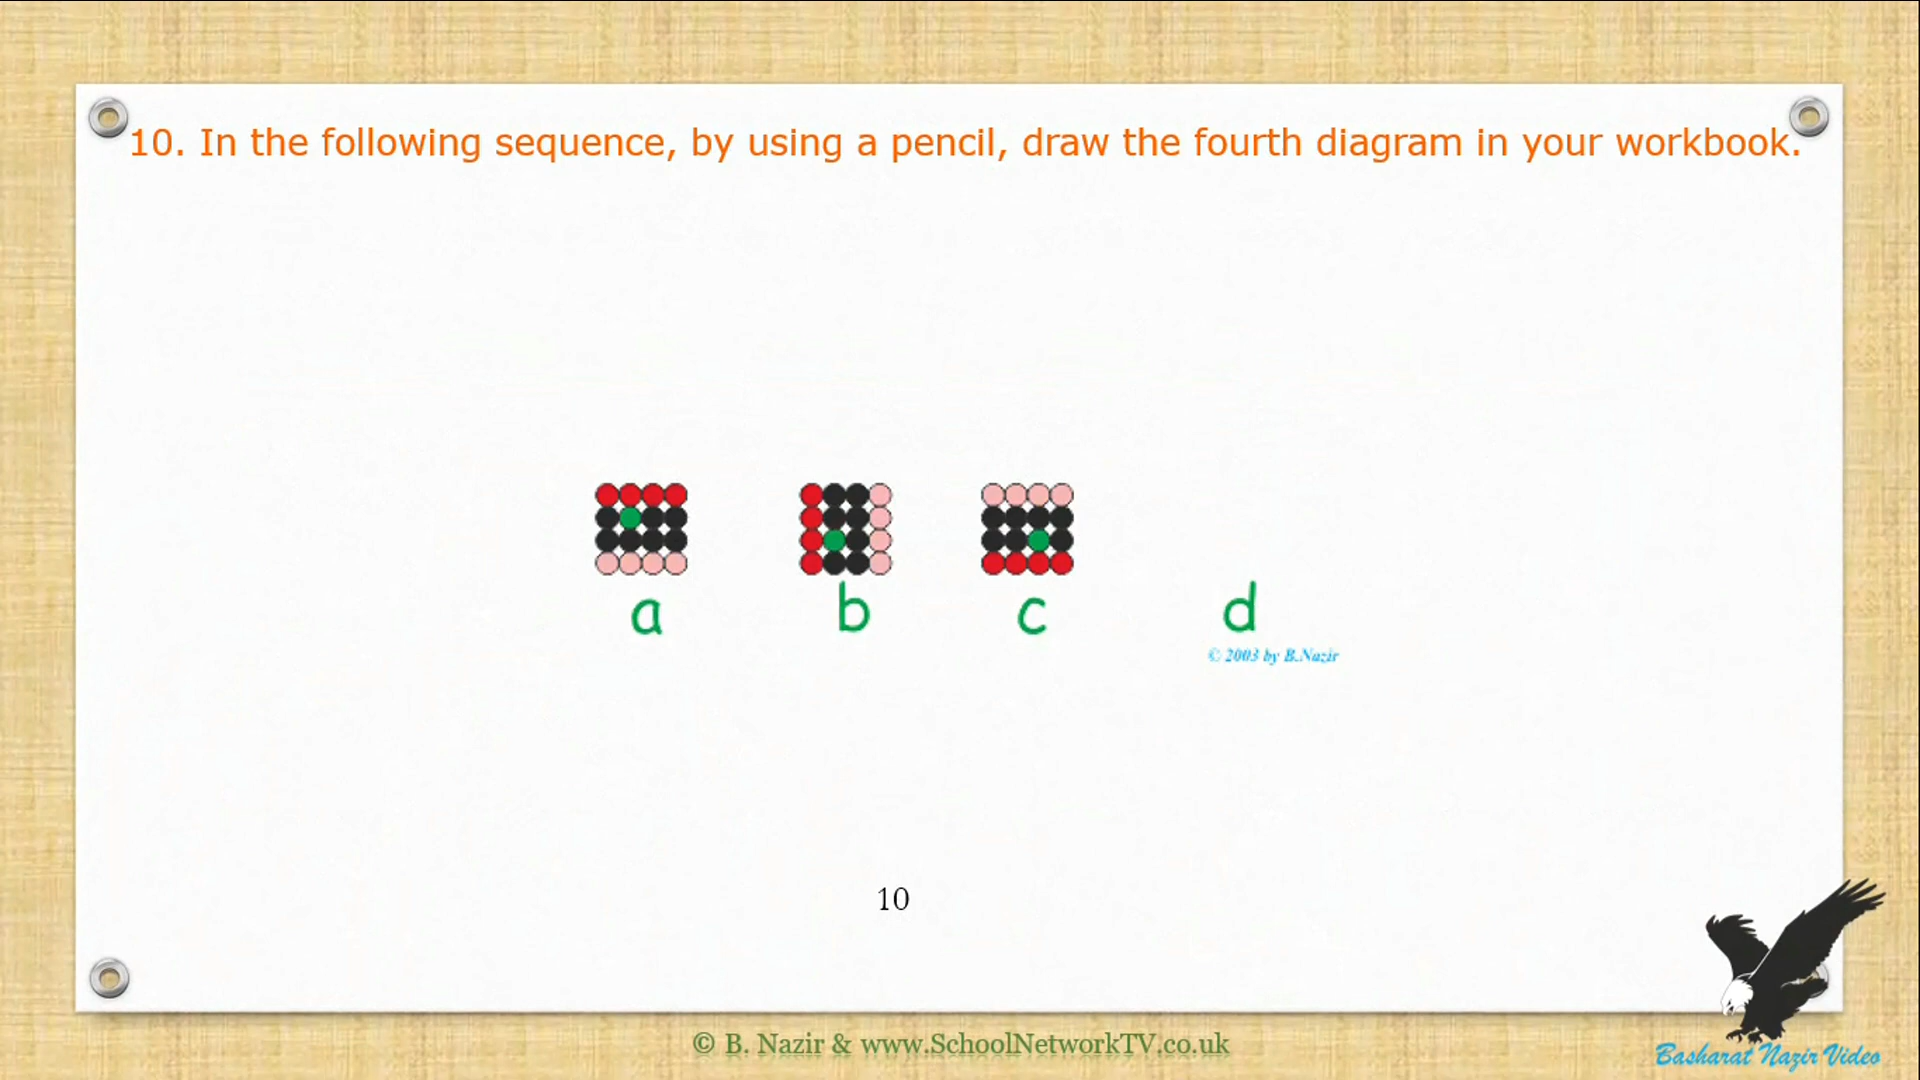 10. In the following sequence, by using a pencil, draw the fourth diagram in your workbook.
a b c d
© 2003 by B.Nazir
10
© B. Nazir & www.SchoolNetworkTV.co.uk
Basharat Nazir Video